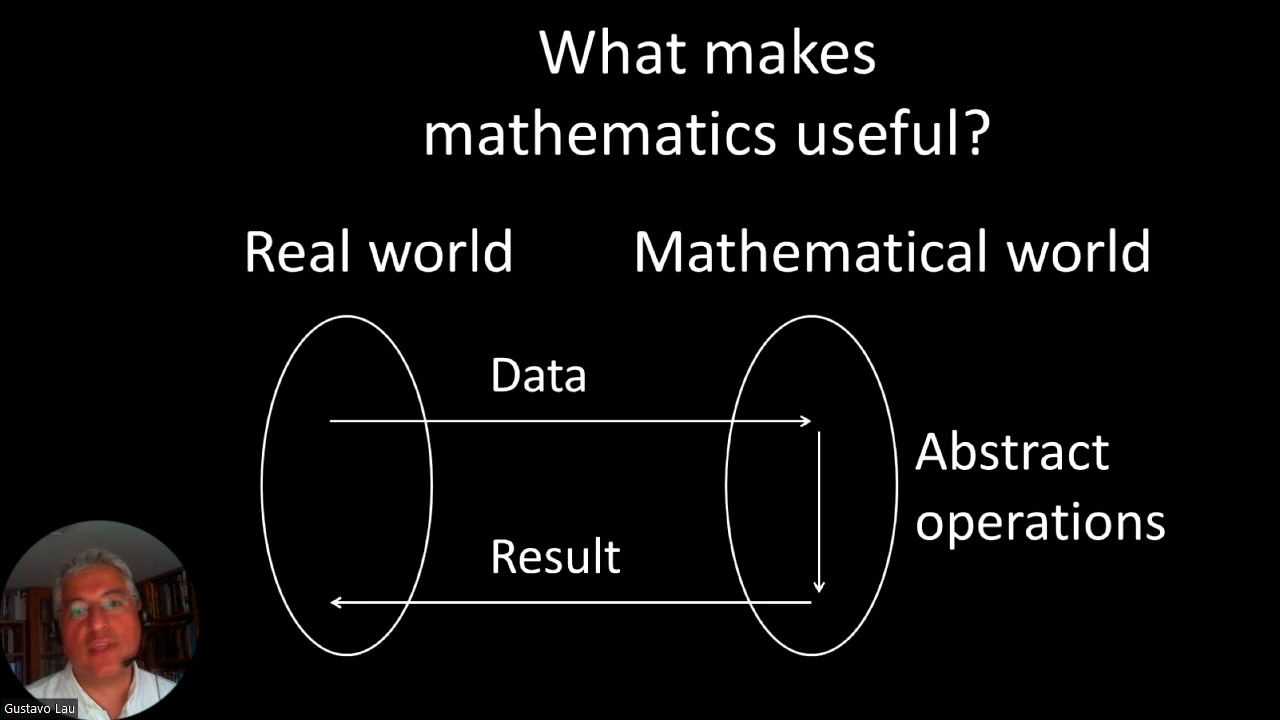 What makes
mathematics useful?
Real world
Mathematical world
Data
Abstract
operations
Result
Gustavo Lau